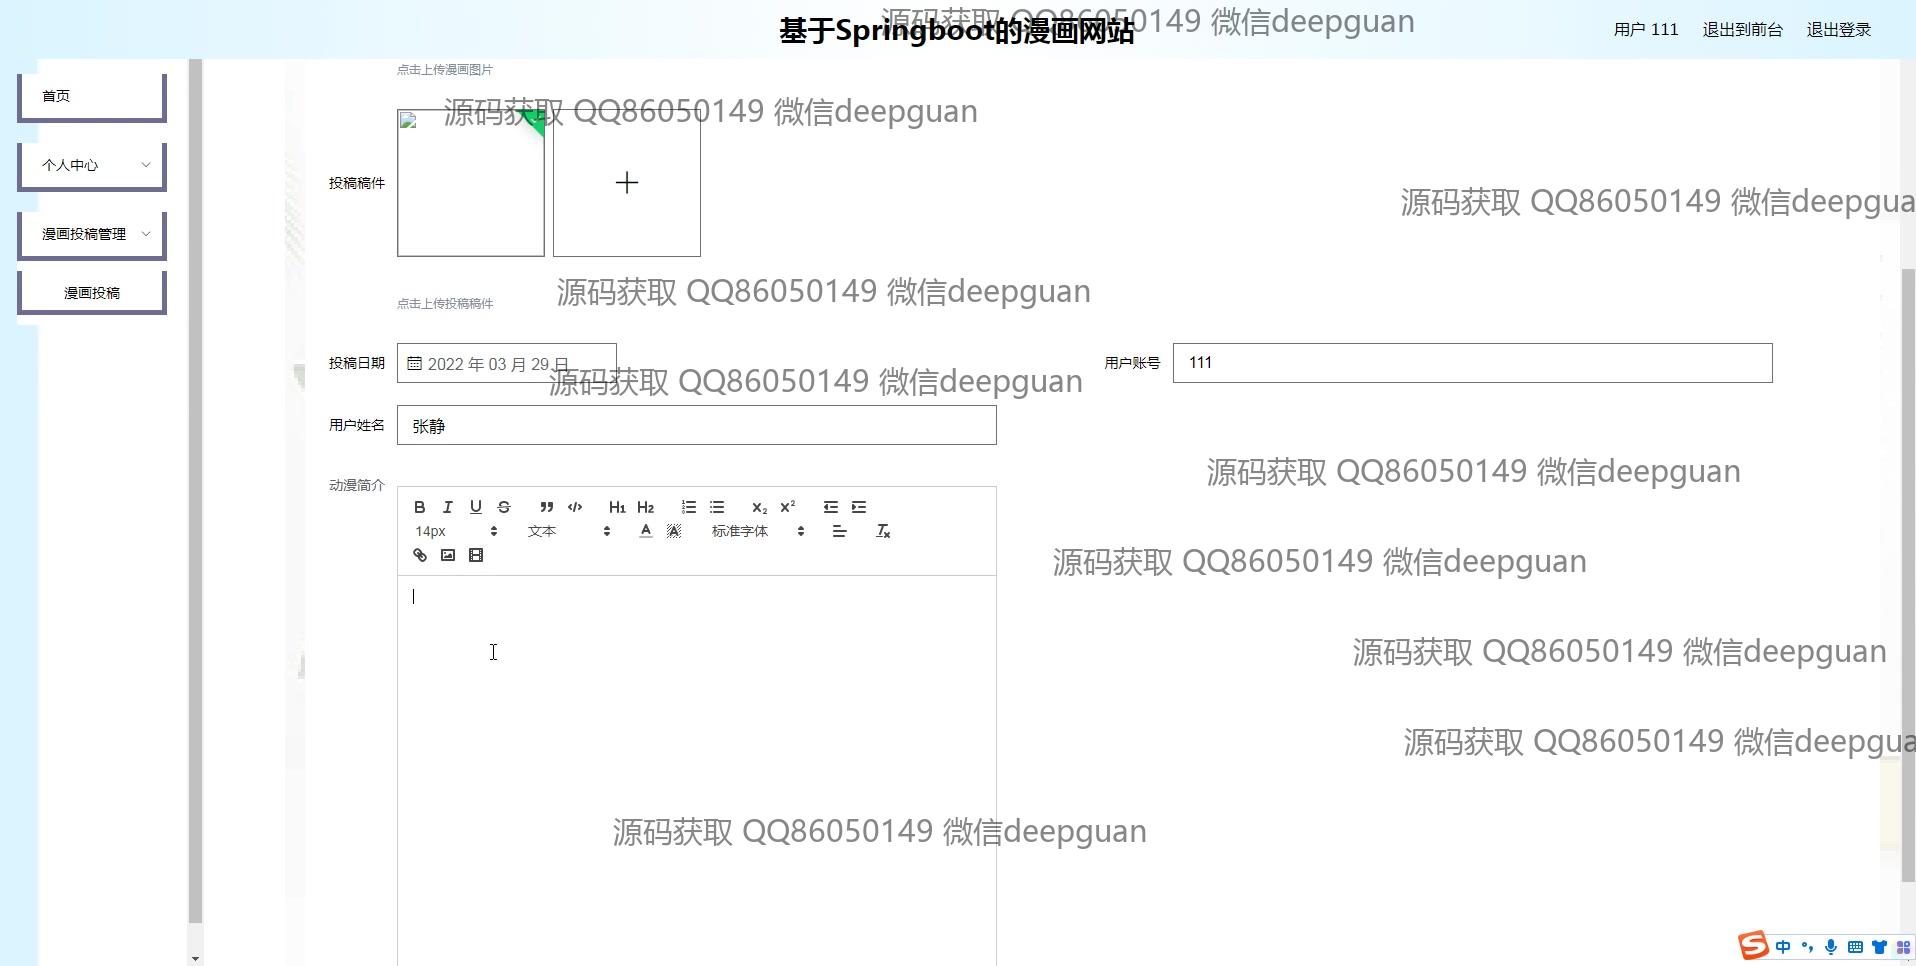 基于Springboot的漫画网站
源码获取 QQ86050149 微信deepguan
用户 111
退出到前台
退出登录
首页
个人中心
漫画投稿管理
漫画投稿
点击上传漫画图片
源码获取 QQ86050149 微信deepguan
投稿稿件
源码获取 QQ86050149 微信deepgua
点击上传投稿稿件
源码获取 QQ86050149 微信deepguan
投稿日期
2022 年 03 月 29 日
用户账号
111
源码获取 QQ86050149 微信deepguan
用户姓名
张静
源码获取 QQ86050149 微信deepguan
动漫简介
B I U S H1 H2 X2 X2
14px 文本 A A 标准字体 Tx
源码获取 QQ86050149 微信deepguan
源码获取 QQ86050149 微信deepguan
源码获取 QQ86050149 微信deepgua
源码获取 QQ86050149 微信deepguan
S 中